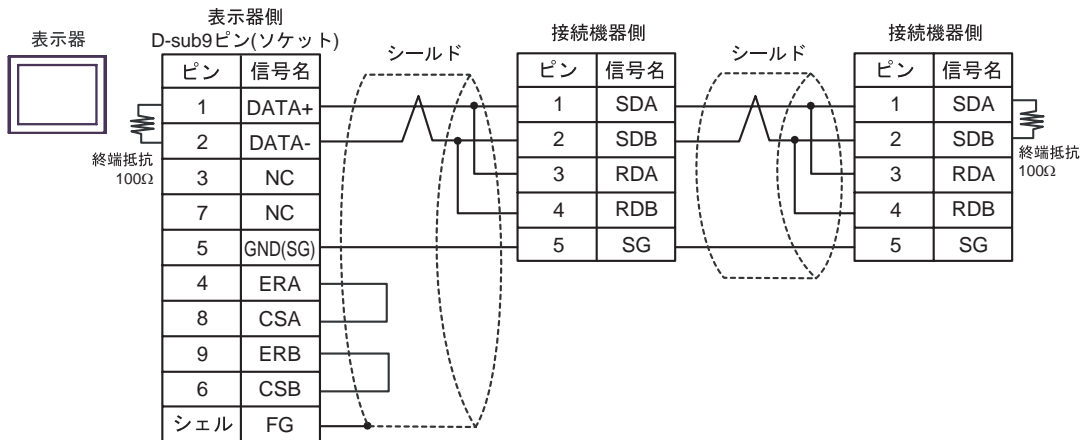 表示器
表示器側
D-sub9ピン(ソケット)
ピン 信号名
1 DATA+
2 DATA-
3 NC
7 NC
5 GND(SG)
4 ERA
8 CSA
9 ERB
6 CSB
シェル FG
終端抵抗
100Ω
シールド
接続機器側
ピン 信号名
1 SDA
2 SDB
3 RDA
4 RDB
5 SG
シールド
接続機器側
ピン 信号名
1 SDA
2 SDB
3 RDA
4 RDB
5 SG
終端抵抗
100Ω